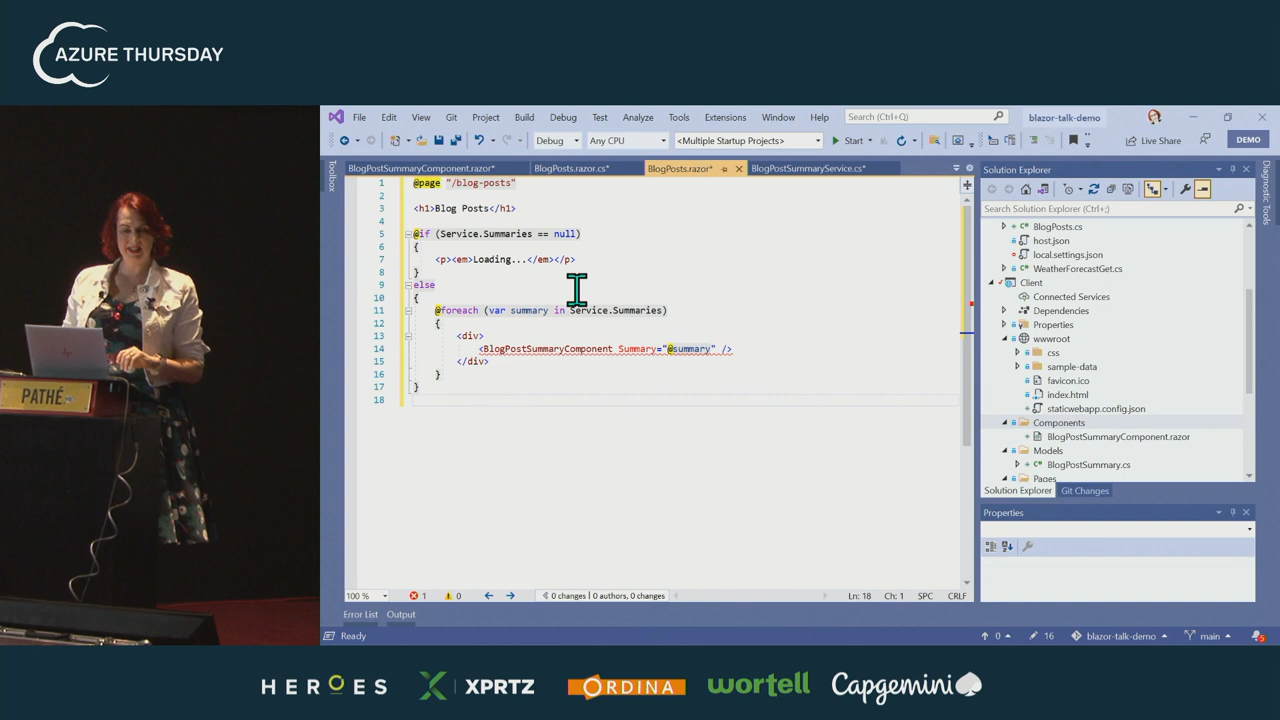 AZURE THURSDAY
File Edit View Git Project Build Debug Test Analyze Tools Extensions Window Help Search (Ctrl+Q) blazor-talk-demo
Debug Any CPU <Multiple Startup Projects> Start Live Share DEMO
Toolbox
BlogPostSummaryComponent.razor* BlogPosts.razor.cs* BlogPosts.razor* BlogPostSummaryService.cs*
1 @page "/blog-posts"
2
3 <h1>Blog Posts</h1>
4
5 @if (Service.Summaries == null)
6 {
7 <p><em>Loading...</em></p>
8 }
9 else
10 {
11 @foreach (var summary in Service.Summaries)
12 {
13 <div>
14 <BlogPostSummaryComponent Summary="@summary" />
15 </div>
16 }
17 }
18
100 % 1 0 0 changes | 0 authors, 0 changes Ln: 18 Ch: 1 SPC CRLF
Error List Output
Ready 0 16 blazor-talk-demo main 5
Solution Explorer
Search Solution Explorer (Ctrl+;)
BlogPosts.cs
host.json
local.settings.json
WeatherForecastGet.cs
Client
Connected Services
Dependencies
Properties
wwwroot
css
sample-data
favicon.ico
index.html
staticwebapp.config.json
Components
BlogPostSummaryComponent.razor
Models
BlogPostSummary.cs
Pages
Solution Explorer Git Changes
Properties
Diagnostic Tools
PATHÉ
HEROES XPRTZ ORDINA wortell Capgemini